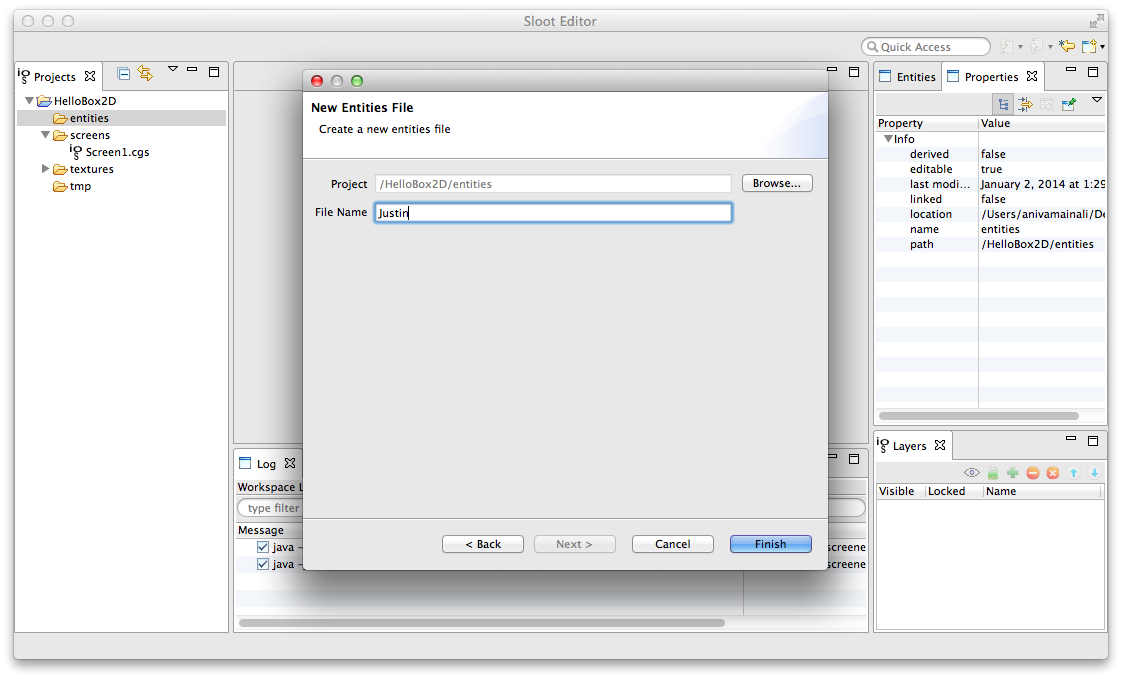 Sloot Editor
Quick Access
Projects
HelloBox2D
entities
screens
Screen1.cgs
textures
tmp
New Entities File
Create a new entities file
Project /HelloBox2D/entities Browse...
File Name Justin
< Back Next > Cancel Finish
Log
Workspace L
type filter
Message
java - screene
java - screene
Entities Properties
Property Value
Info
derived false
editable true
last modi... January 2, 2014 at 1:29
linked false
location /Users/anivamainali/De
name entities
path /HelloBox2D/entities
Layers
Visible Locked Name